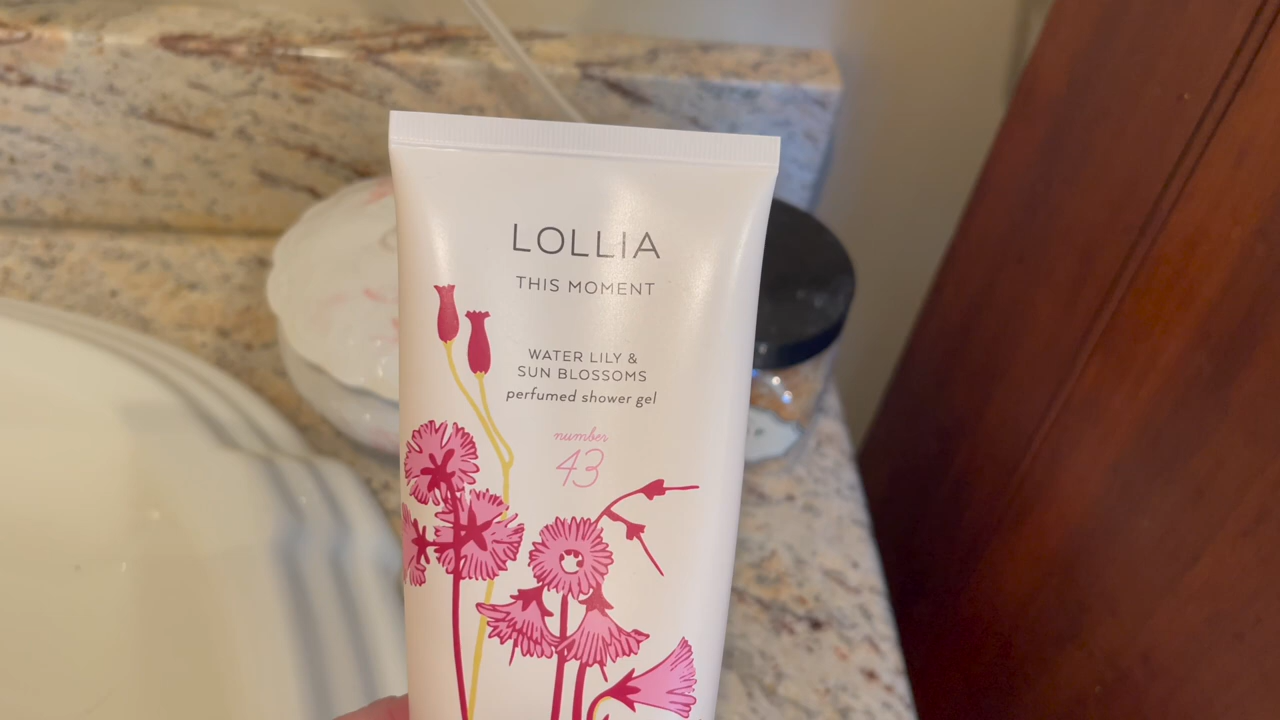 LOLLIA
THIS MOMENT
WATER LILY &
SUN BLOSSOMS
perfumed shower gel
number
43